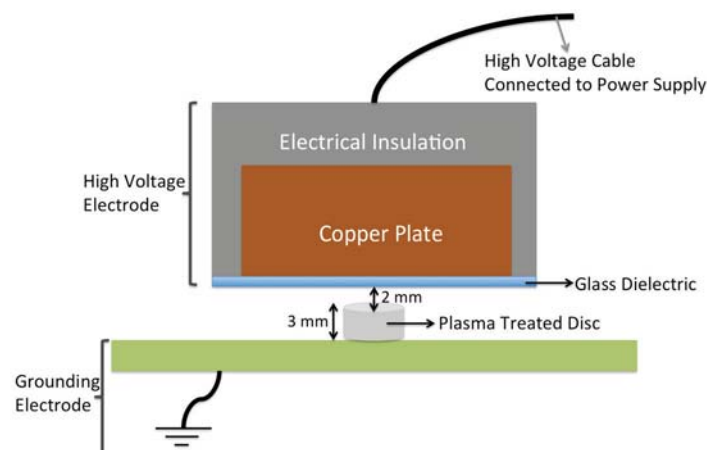 High Voltage Cable
Connected to Power Supply
Electrical Insulation
High Voltage
Electrode
Copper Plate
Glass Dielectric
2 mm
3 mm
Plasma Treated Disc
Grounding
Electrode